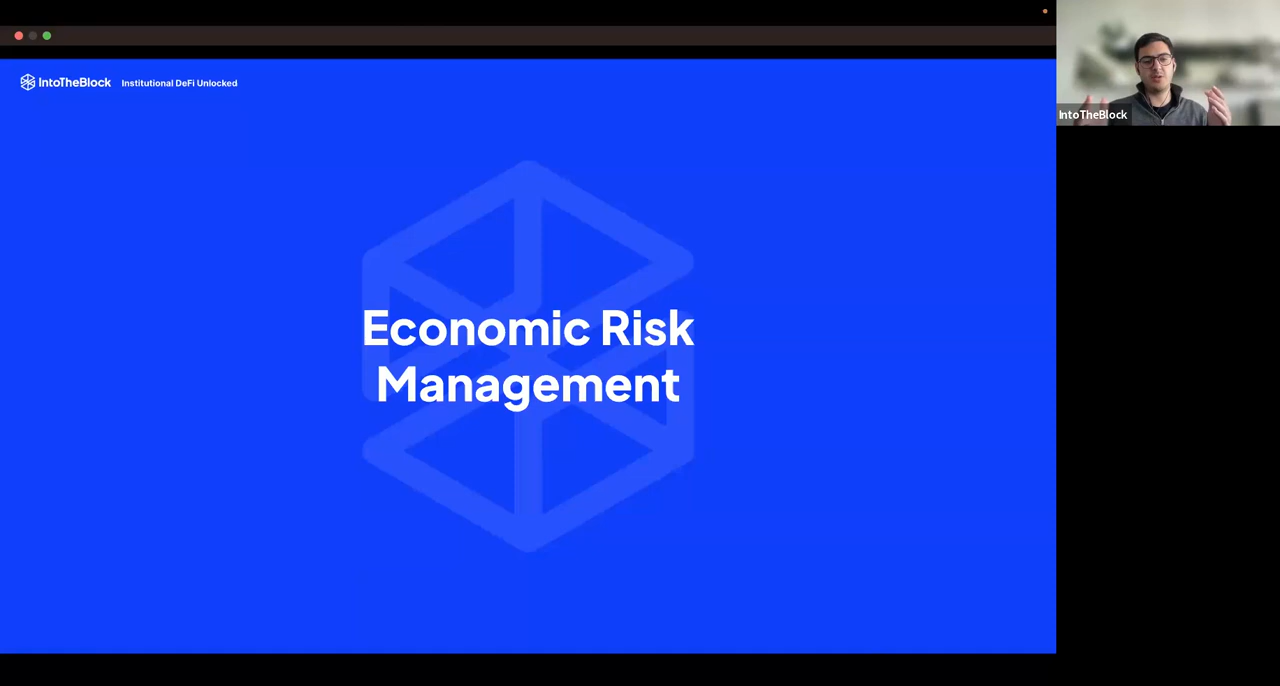 IntoTheBlock Institutional DeFi Unlocked
IntoTheBlock
Economic Risk
Management